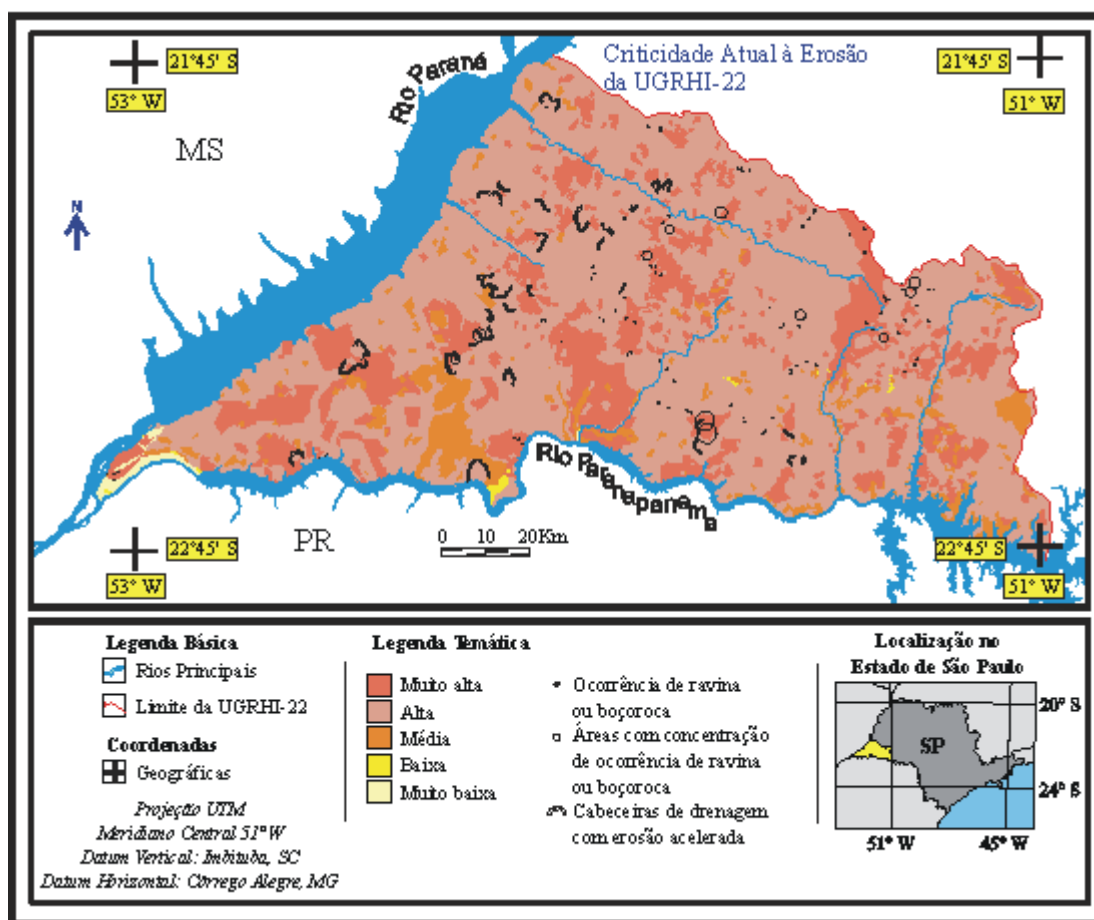 Criticidade Atual à Erosão
da UGRHI-22
21°45' S
53° W
21°45' S
51° W
Rio Paraná
MS
N
Rio Paranapanema
PR
0 10 20Km
22°45' S
53° W
22°45' S
51° W
Legenda Básica
Rios Principais
Limite da UGRHI-22
Coordenadas
Geográficas
Projeção UTM
Meridiano Central 51°W
Datum Vertical: Imbituba, SC
Datum Horizontal: Córrego Alegre, MG
Legenda Temática
Muito alta
Alta
Média
Baixa
Muito baixa
Ocorrência de ravina
ou boçoroca
Áreas com concentração
de ocorrência de ravina
ou boçoroca
Cabeceiras de drenagem
com erosão acelerada
Localização no
Estado de São Paulo
SP
20° S
24° S
51° W
45° W